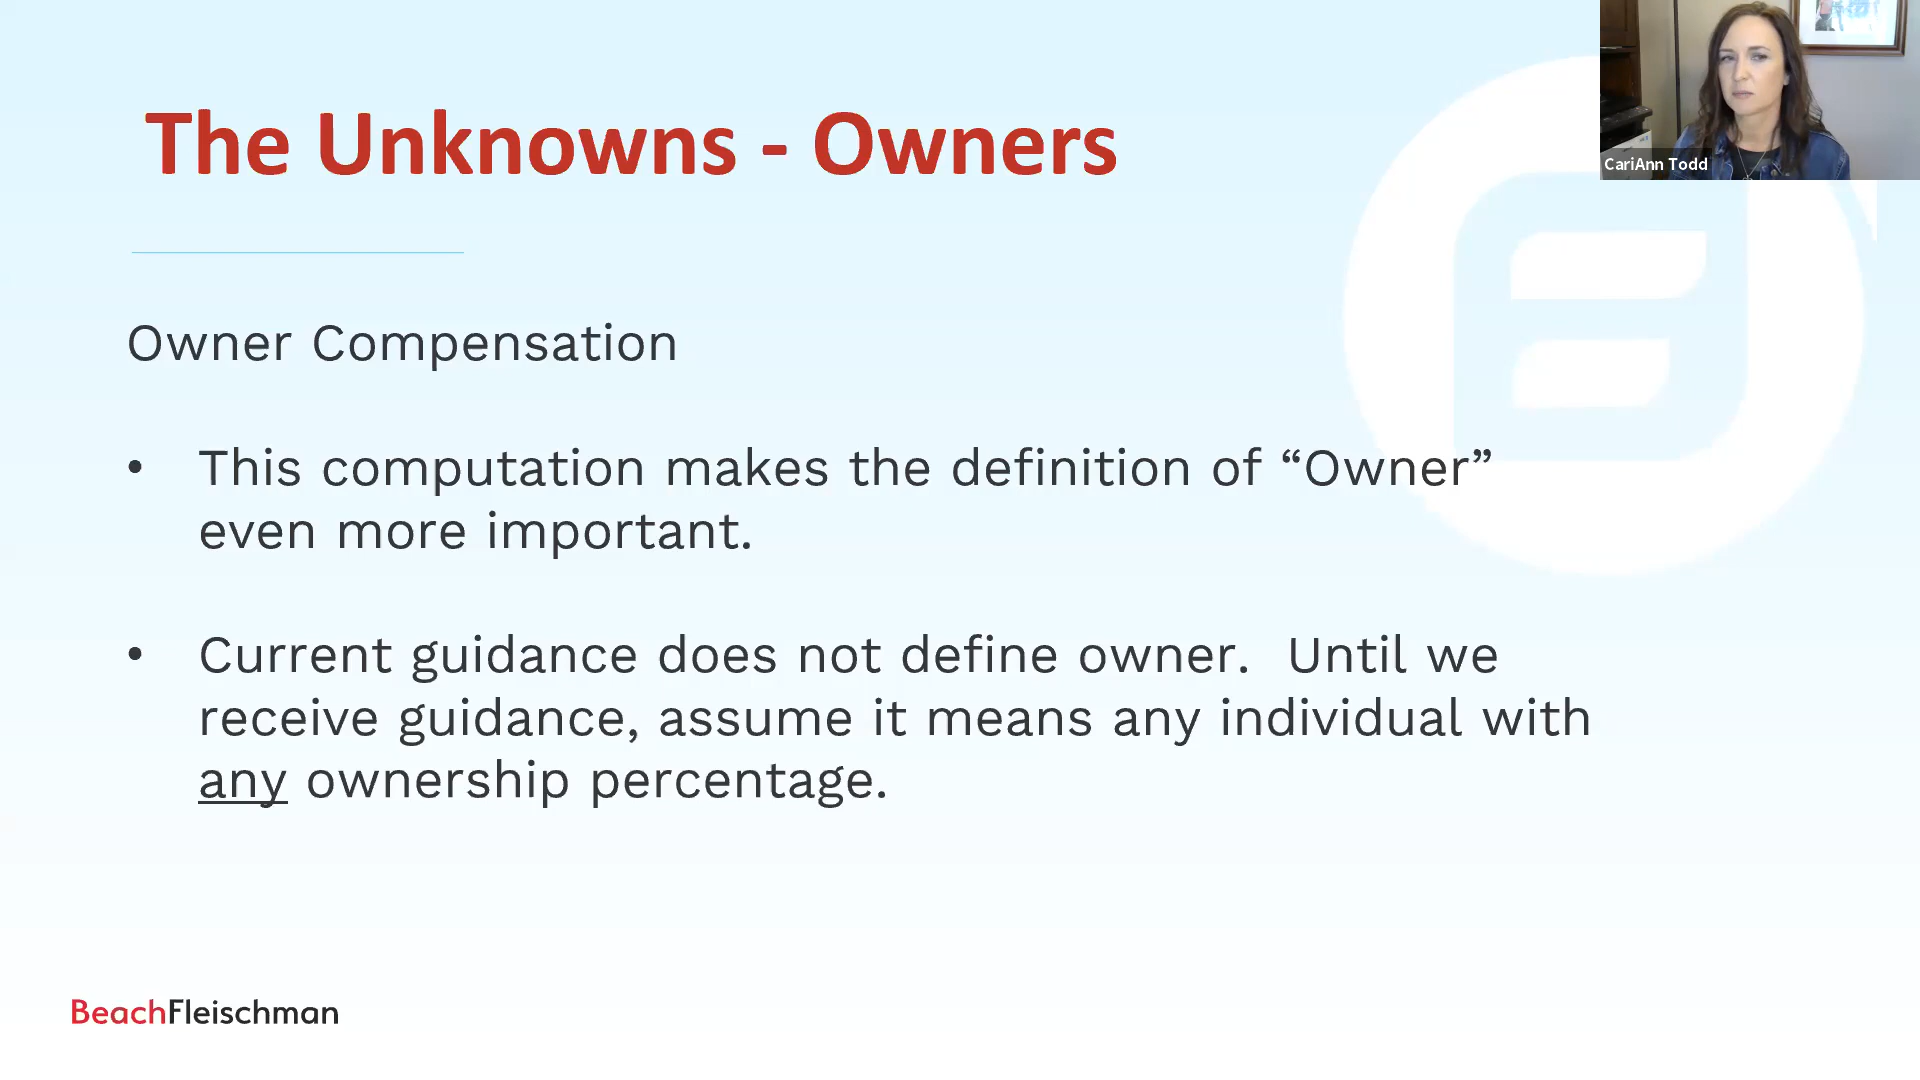 The Unknowns - Owners
CariAnn Todd
Owner Compensation
• This computation makes the definition of “Owner”
even more important.
• Current guidance does not define owner.  Until we
receive guidance, assume it means any individual with
any ownership percentage.
BeachFleischman